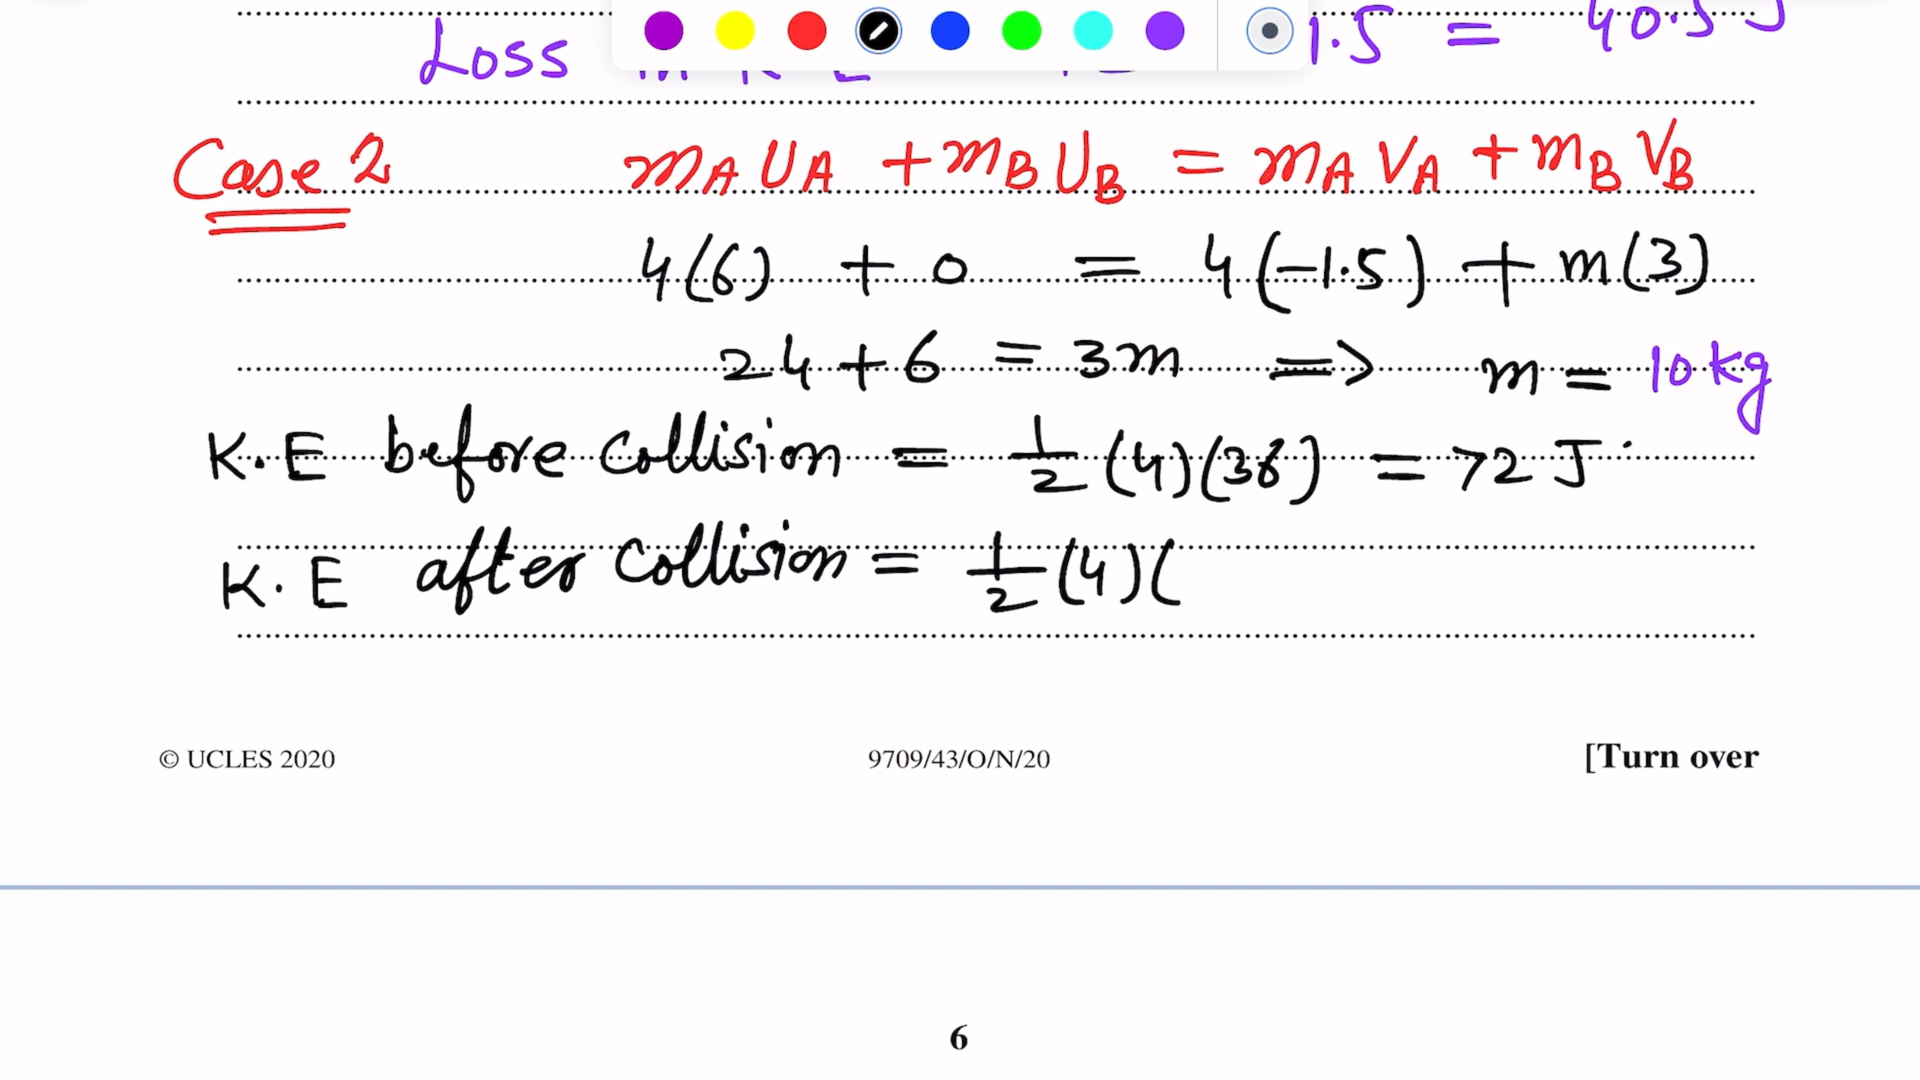 Loss in K E 1.5 = 40.5 J
Case 2 mA UA + mB UB = mA VA + mB VB
4(6) + 0 = 4(-1.5) + m(3)
24 + 6 = 3m => m = 10 kg
K.E before collision = 1/2 (4)(36) = 72 J.
K.E after collision = 1/2 (4)(
© UCLES 2020 9709/43/O/N/20 [Turn over
6